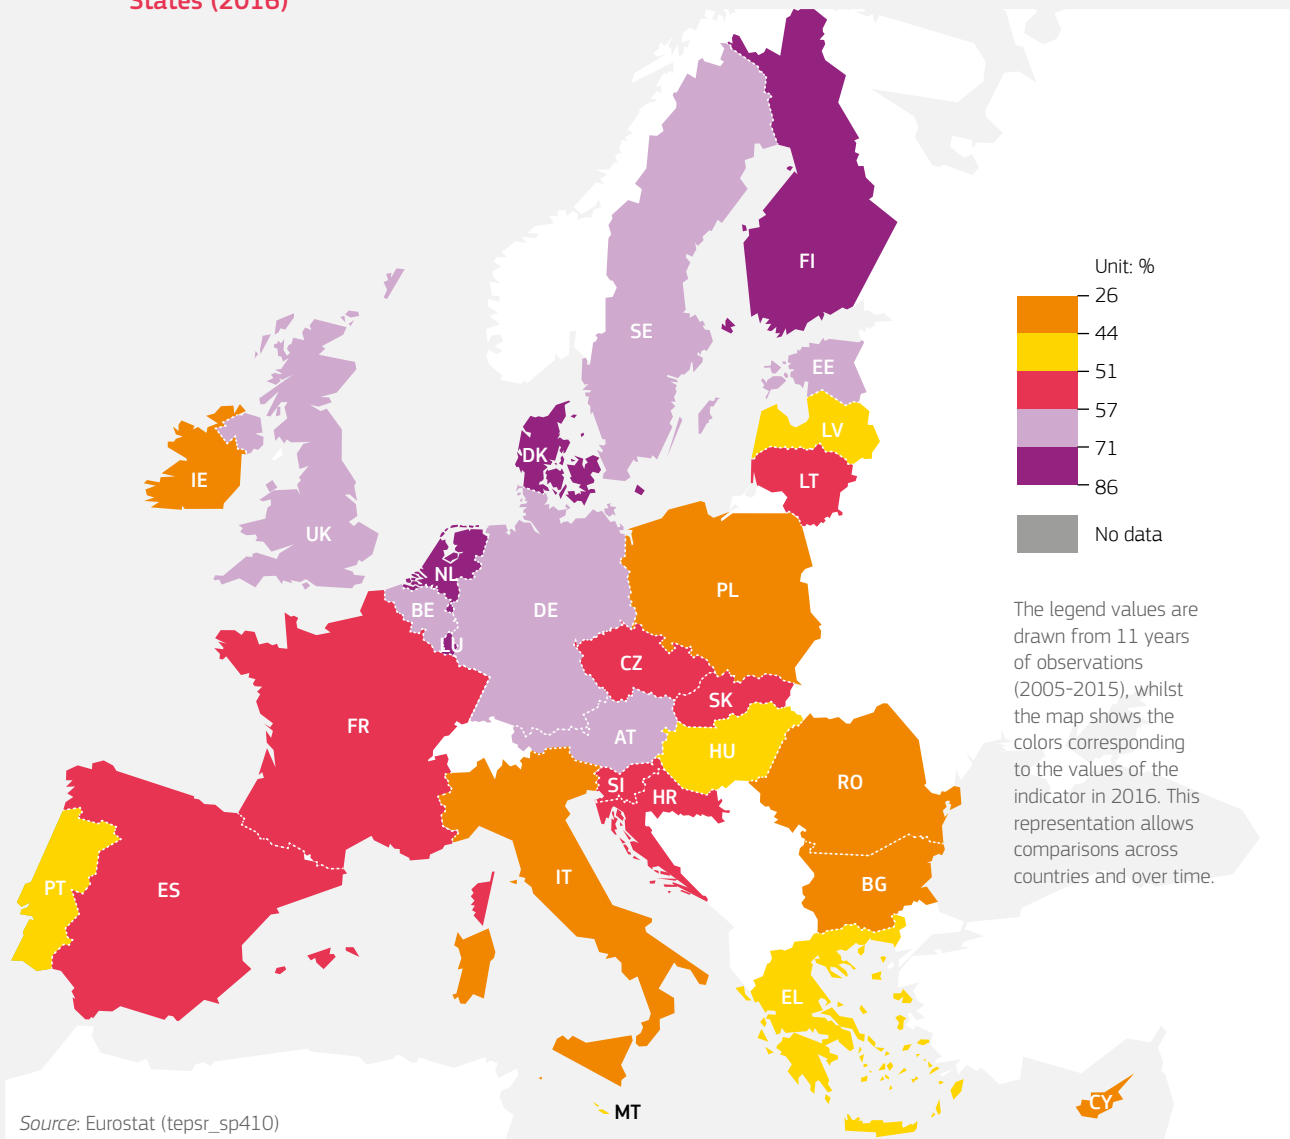 States (2016)
FI
Unit: %
26
SE
44
EE
51
57
LV
DK
71
IE
LT
86
UK
No data
NL
PL
BE
DE
The legend values are
drawn from 11 years
LU
of observations
CZ
(2005-2015), whilst
SK
the map shows the
FR
AT
colors corresponding
HU
to the values of the
SI
RO
indicator in 2016. This
HR
representation allows
comparisons across
IT
countries and over time.
PT
ES
BG
EL
CY
MT
Source: Eurostat (tepsr_sp410)